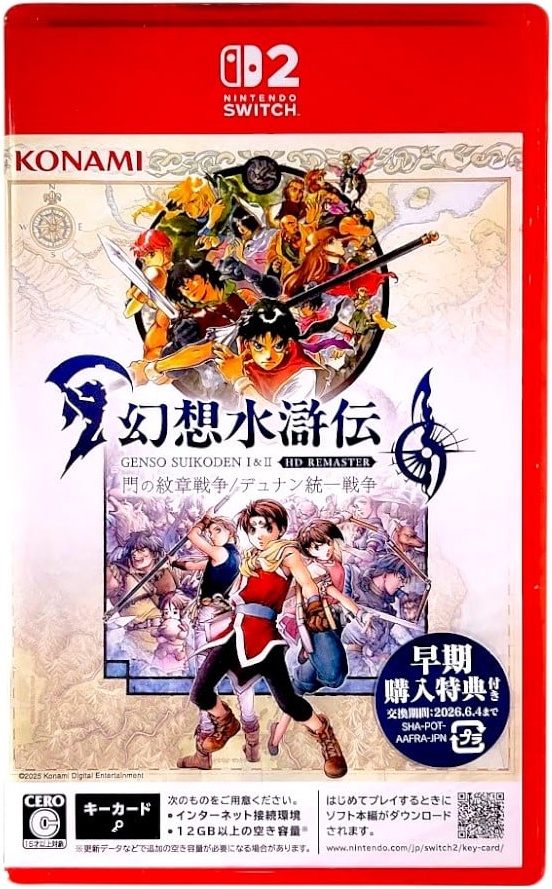 2
NINTENDO
SWITCH
KONAMI
N
W
E
S
幻想水滸伝
GENSO SUIKODEN I&II HD REMASTER
門の紋章戦争/デュナン統一戦争
早期
購入特典付き
交換期間:2026.6.4まで
SHA-POT-
AAFRA-JPN
プラ
©2025 Konami Digital Entertainment
CERO
C
15才以上対象
キーカード
次のものをご用意ください。
・インターネット接続環境
・12GB以上の空き容量※
※更新データなどで追加の空き容量が必要になる場合があります。
はじめてプレイするときに
ソフト本編がダウンロード
されます。
www.nintendo.com/jp/switch2/key-card/